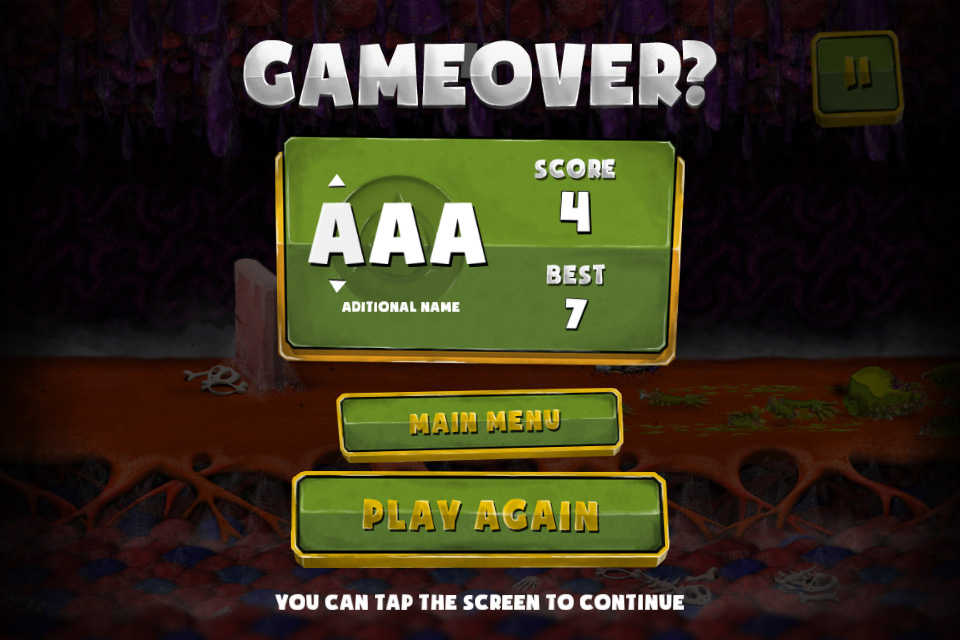 GAMEOVER?
AAA
ADITIONAL NAME
SCORE
4
BEST
7
MAIN MENU
PLAY AGAIN
YOU CAN TAP THE SCREEN TO CONTINUE